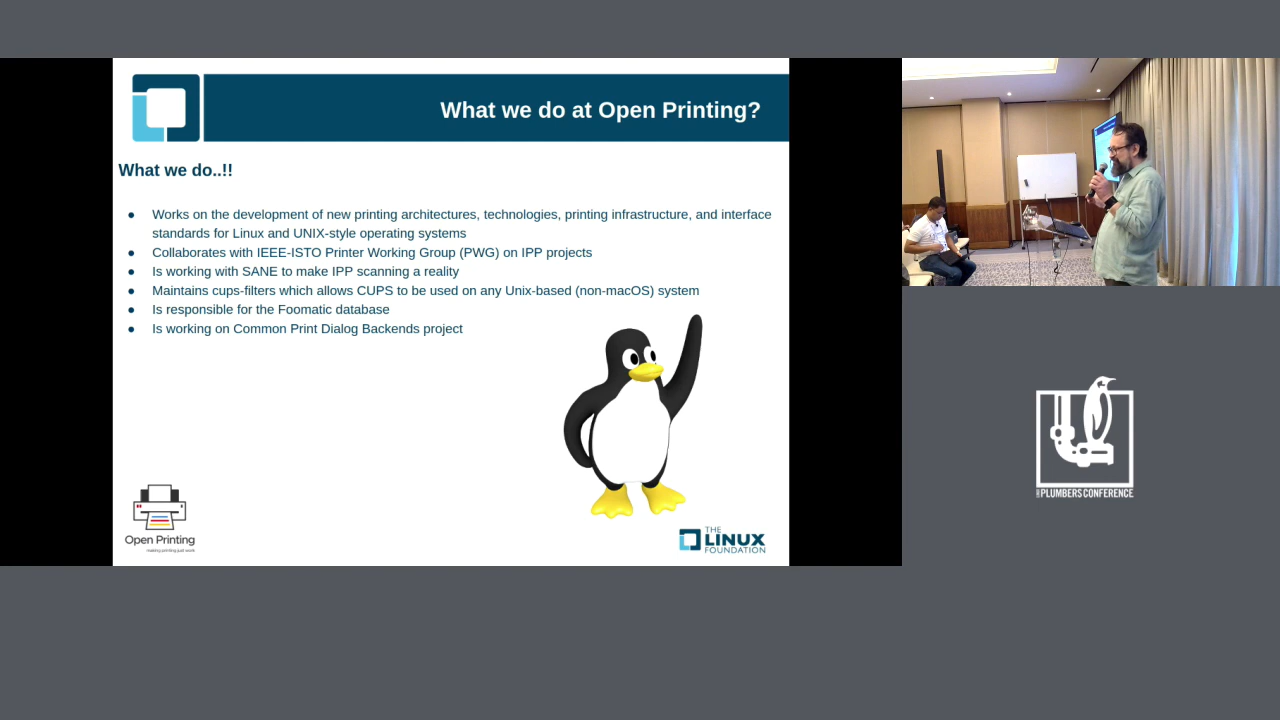 What we do at Open Printing?
What we do..!!
● Works on the development of new printing architectures, technologies, printing infrastructure, and interface
standards for Linux and UNIX-style operating systems
● Collaborates with IEEE-ISTO Printer Working Group (PWG) on IPP projects
● Is working with SANE to make IPP scanning a reality
● Maintains cups-filters which allows CUPS to be used on any Unix-based (non-macOS) system
● Is responsible for the Foomatic database
● Is working on Common Print Dialog Backends project
Open Printing
making printing just work
THE
LINUX
FOUNDATION
PLUMBERS CONFERENCE